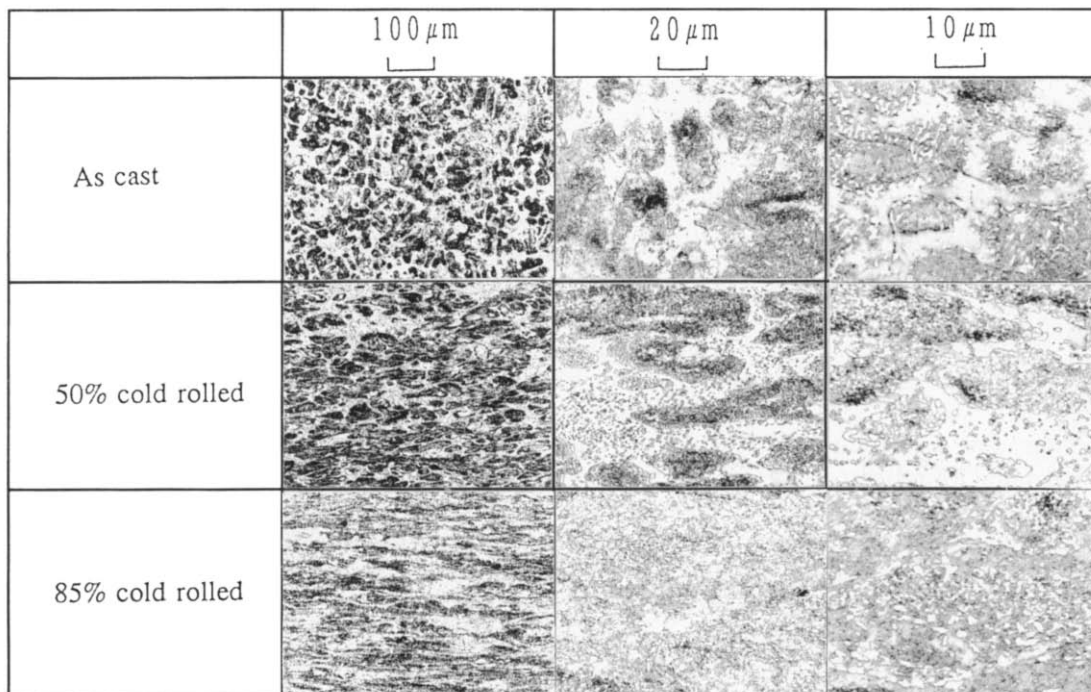 100μm
20μm
10μm
As cast
50% cold rolled
85% cold rolled